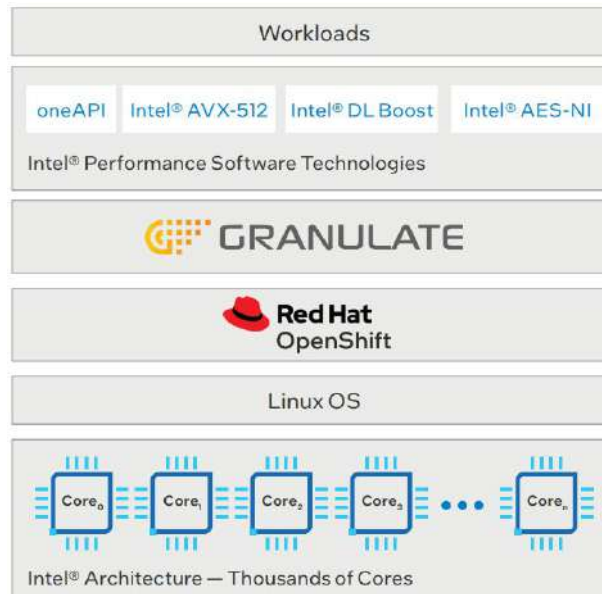 Workloads
oneAPI Intel® AVX-512 Intel® DL Boost Intel® AES-NI
Intel® Performance Software Technologies
GRANULATE
Red Hat
OpenShift
Linux OS
Core₀ Core₁ Core₂ Core₃ ••• Coreₙ
Intel® Architecture — Thousands of Cores